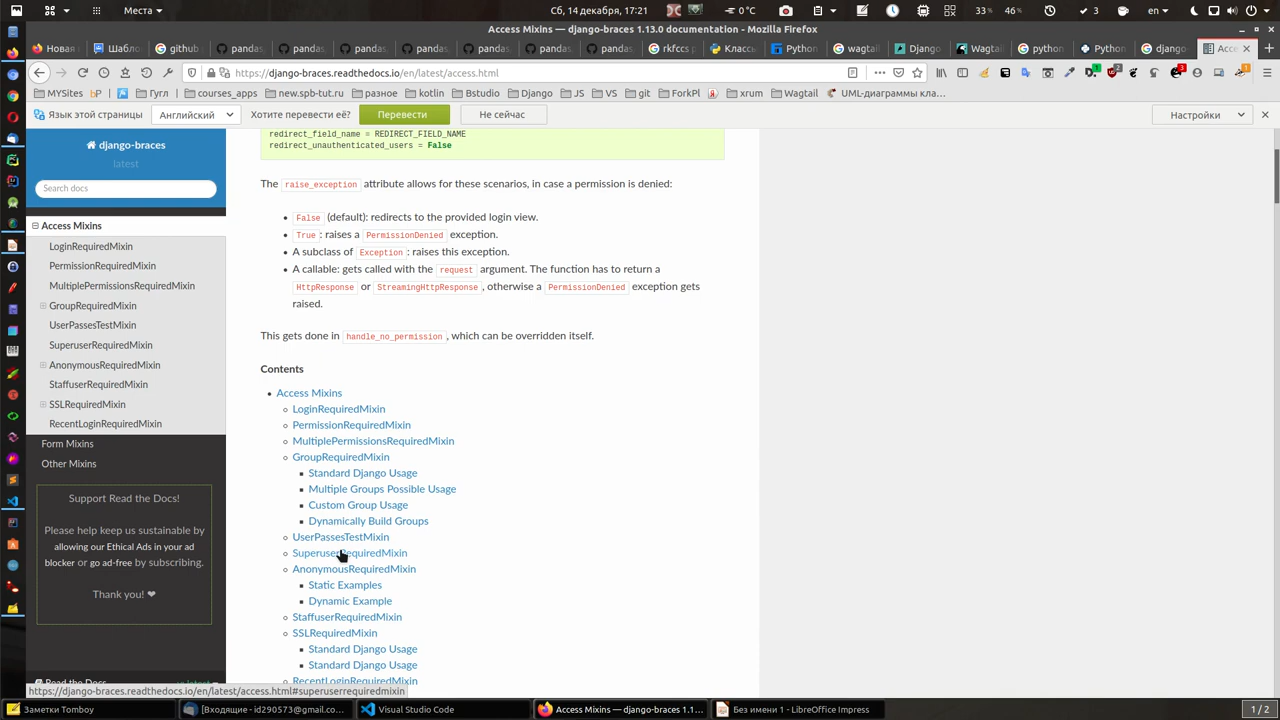 Места
Сб, 14 декабря, 17:21
0°C
33%
46%
en
Access Mixins — django-braces 1.13.0 documentation - Mozilla Firefox
Новая
Шабло
github
pandas
pandas,
pandas,
pandas,
pandas,
pandas,
pandas,
rkfccs p
Классы
Python
wagtail
Django
Wagtail
python
Python
django-
Acce
https://django-braces.readthedocs.io/en/latest/access.html
MYSites
bP
Гугл
courses_apps
new.spb-tut.ru
разное
kotlin
Bstudio
Django
JS
VS
git
ForkPl
xrum
Wagtail
UML-диаграммы кла...
Язык этой страницы
Английский
Хотите перевести её?
Перевести
Не сейчас
Настройки
django-braces
latest
Search docs
Access Mixins
LoginRequiredMixin
PermissionRequiredMixin
MultiplePermissionsRequiredMixin
GroupRequiredMixin
UserPassesTestMixin
SuperuserRequiredMixin
AnonymousRequiredMixin
StaffuserRequiredMixin
SSLRequiredMixin
RecentLoginRequiredMixin
Form Mixins
Other Mixins
Support Read the Docs!
Please help keep us sustainable by
allowing our Ethical Ads in your ad
blocker or go ad-free by subscribing.
Thank you! ❤
Read the Docs
redirect_field_name = REDIRECT_FIELD_NAME
redirect_unauthenticated_users = False
The raise_exception attribute allows for these scenarios, in case a permission is denied:
• False (default): redirects to the provided login view.
• True : raises a PermissionDenied exception.
• A subclass of Exception : raises this exception.
• A callable: gets called with the request argument. The function has to return a
HttpResponse or StreamingHttpResponse , otherwise a PermissionDenied exception gets
raised.
This gets done in handle_no_permission , which can be overridden itself.
Contents
Access Mixins
LoginRequiredMixin
PermissionRequiredMixin
MultiplePermissionsRequiredMixin
GroupRequiredMixin
Standard Django Usage
Multiple Groups Possible Usage
Custom Group Usage
Dynamically Build Groups
UserPassesTestMixin
SuperuserRequiredMixin
AnonymousRequiredMixin
Static Examples
Dynamic Example
StaffuserRequiredMixin
SSLRequiredMixin
Standard Django Usage
Standard Django Usage
RecentLoginRequiredMixin
https://django-braces.readthedocs.io/en/latest/access.html#superuserrequiredmixin
Заметки Tomboy
[Входящие - id290573@gmail.co...
Visual Studio Code
Access Mixins — django-braces 1.1...
Без имени 1 - LibreOffice Impress
1 / 2